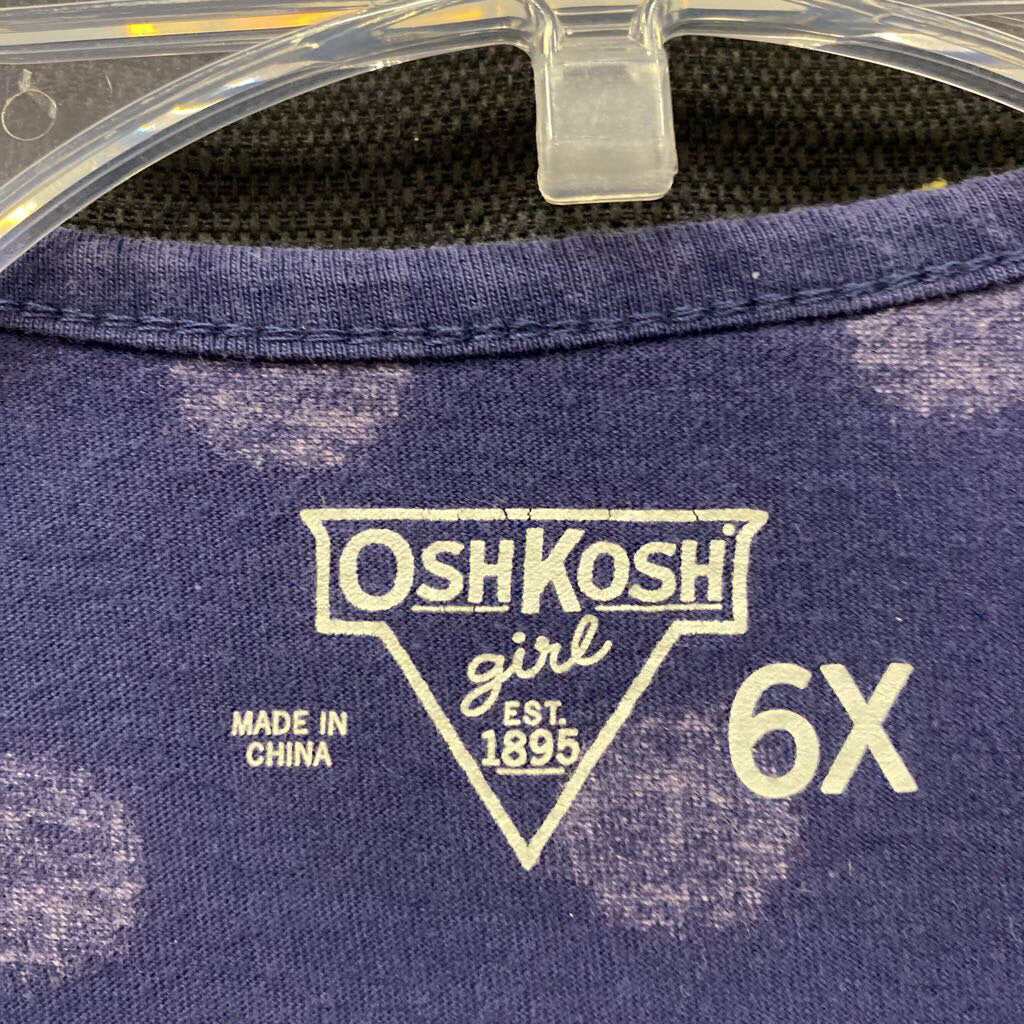 OSHKOSH
girl
EST.
1895
MADE IN
CHINA
6X